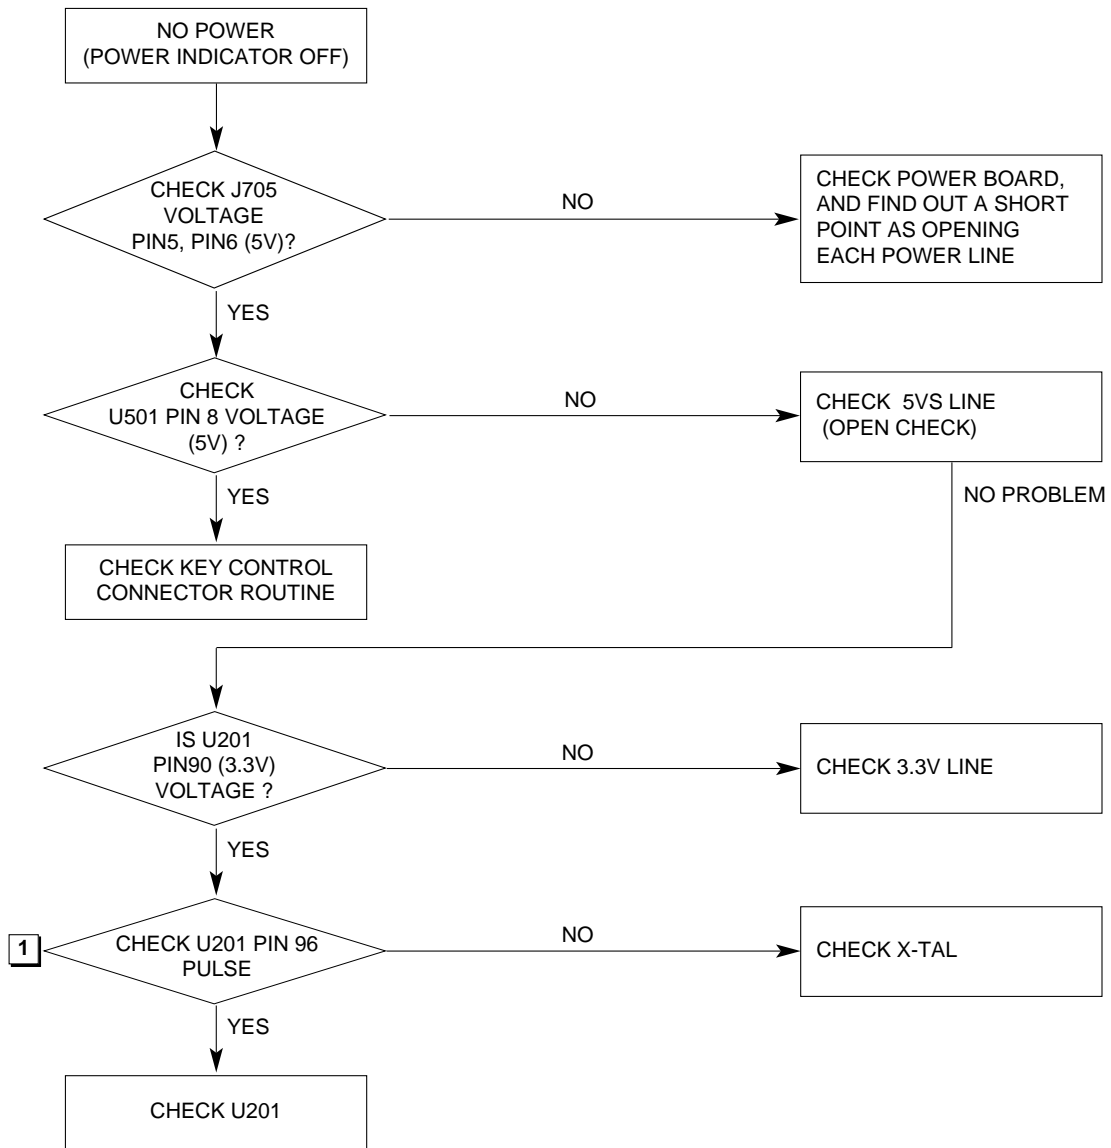 NO POWER
(POWER INDICATOR OFF)
CHECK J705
VOLTAGE
PIN5, PIN6 (5V)?
NO
CHECK POWER BOARD,
AND FIND OUT A SHORT
POINT AS OPENING
EACH POWER LINE
YES
CHECK
U501 PIN 8 VOLTAGE
(5V) ?
NO
CHECK 5VS LINE
(OPEN CHECK)
YES
NO PROBLEM
CHECK KEY CONTROL
CONNECTOR ROUTINE
IS U201
PIN90 (3.3V)
VOLTAGE ?
NO
CHECK 3.3V LINE
YES
1
CHECK U201 PIN 96
PULSE
NO
CHECK X-TAL
YES
CHECK U201